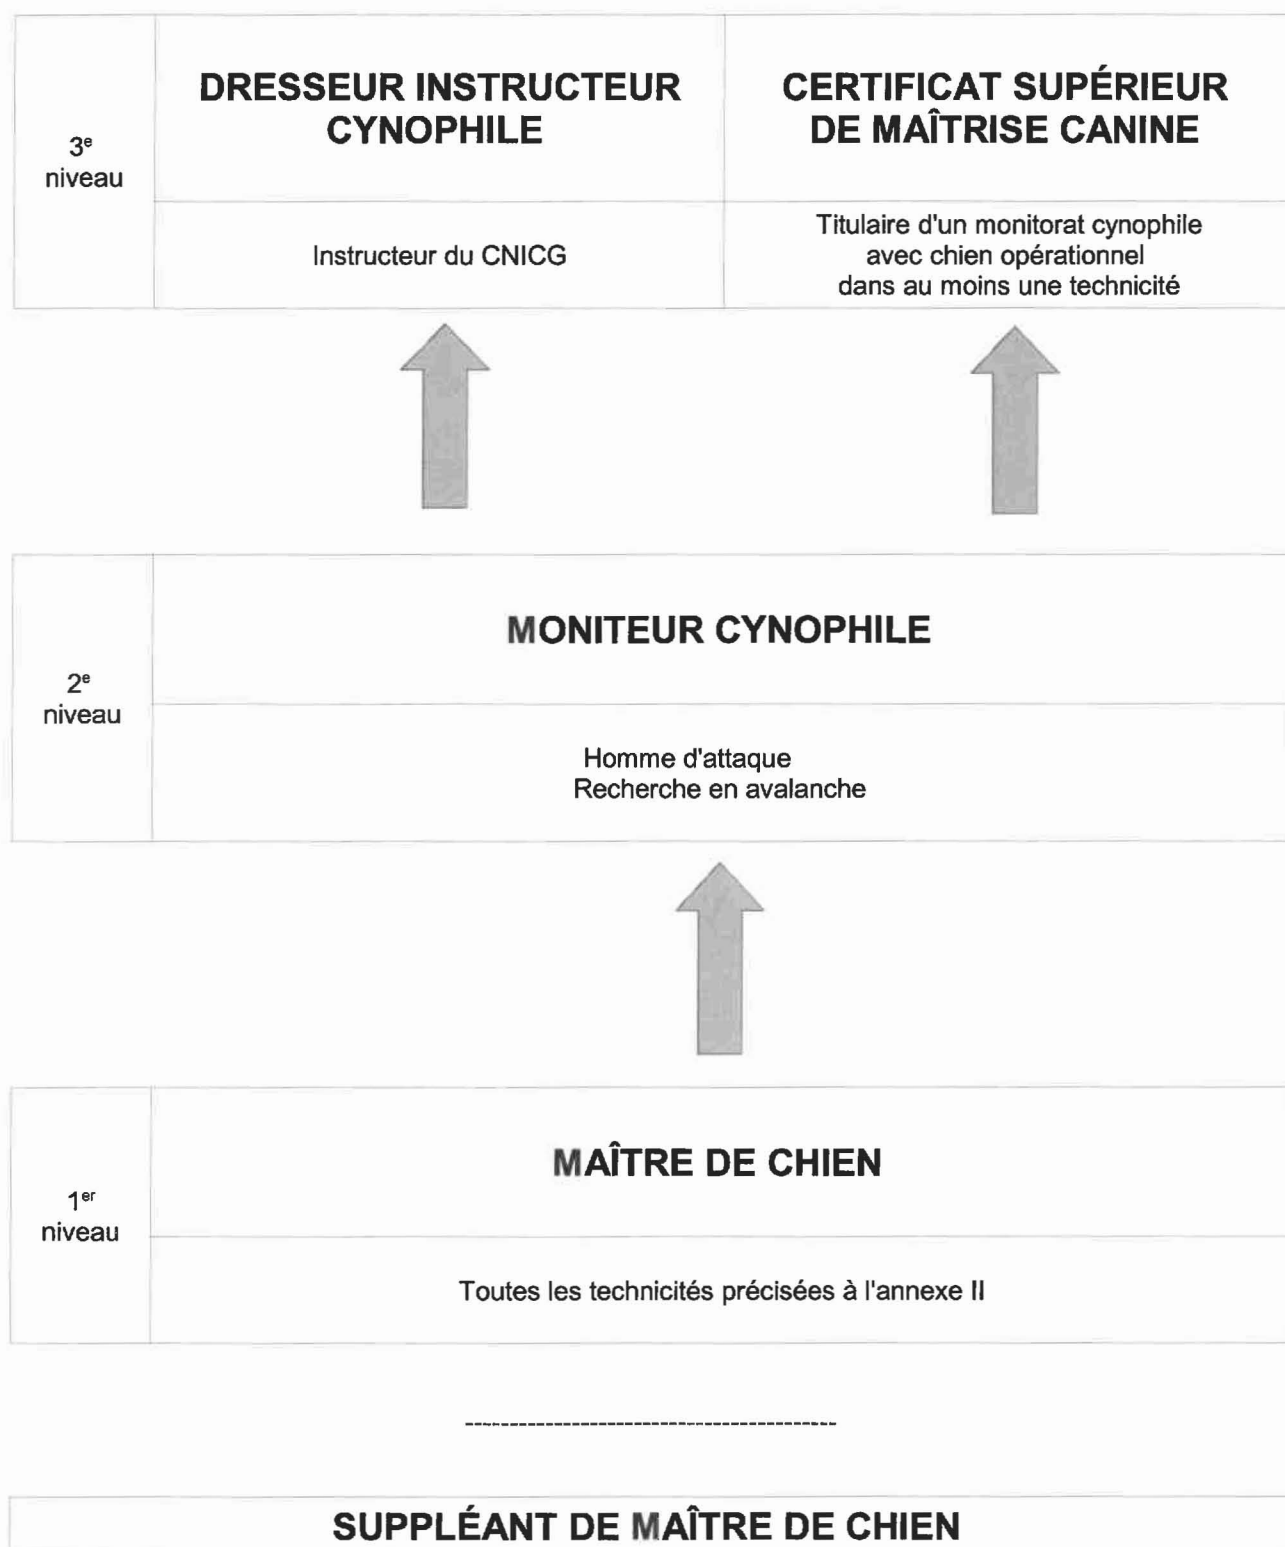 3e
niveau
DRESSEUR INSTRUCTEUR
CYNOPHILE
CERTIFICAT SUPÉRIEUR
DE MAÎTRISE CANINE
Instructeur du CNICG
Titulaire d'un monitorat cynophile
avec chien opérationnel
dans au moins une technicité
2e
niveau
MONITEUR CYNOPHILE
Homme d'attaque
Recherche en avalanche
1er
niveau
MAÎTRE DE CHIEN
Toutes les technicités précisées à l'annexe II
SUPPLÉANT DE MAÎTRE DE CHIEN